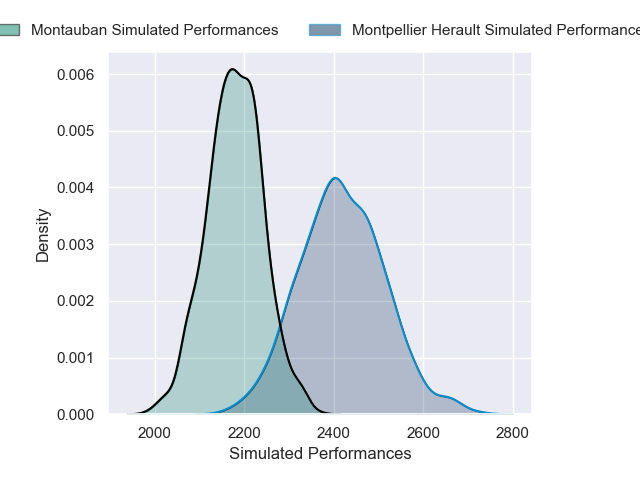 Montauban Simulated Performances
Montpellier Herault Simulated Performance
0.006
0.005
0.004
0.003
0.002
0.001
0.000
Density
2000 2200 2400 2600 2800
Simulated Performances